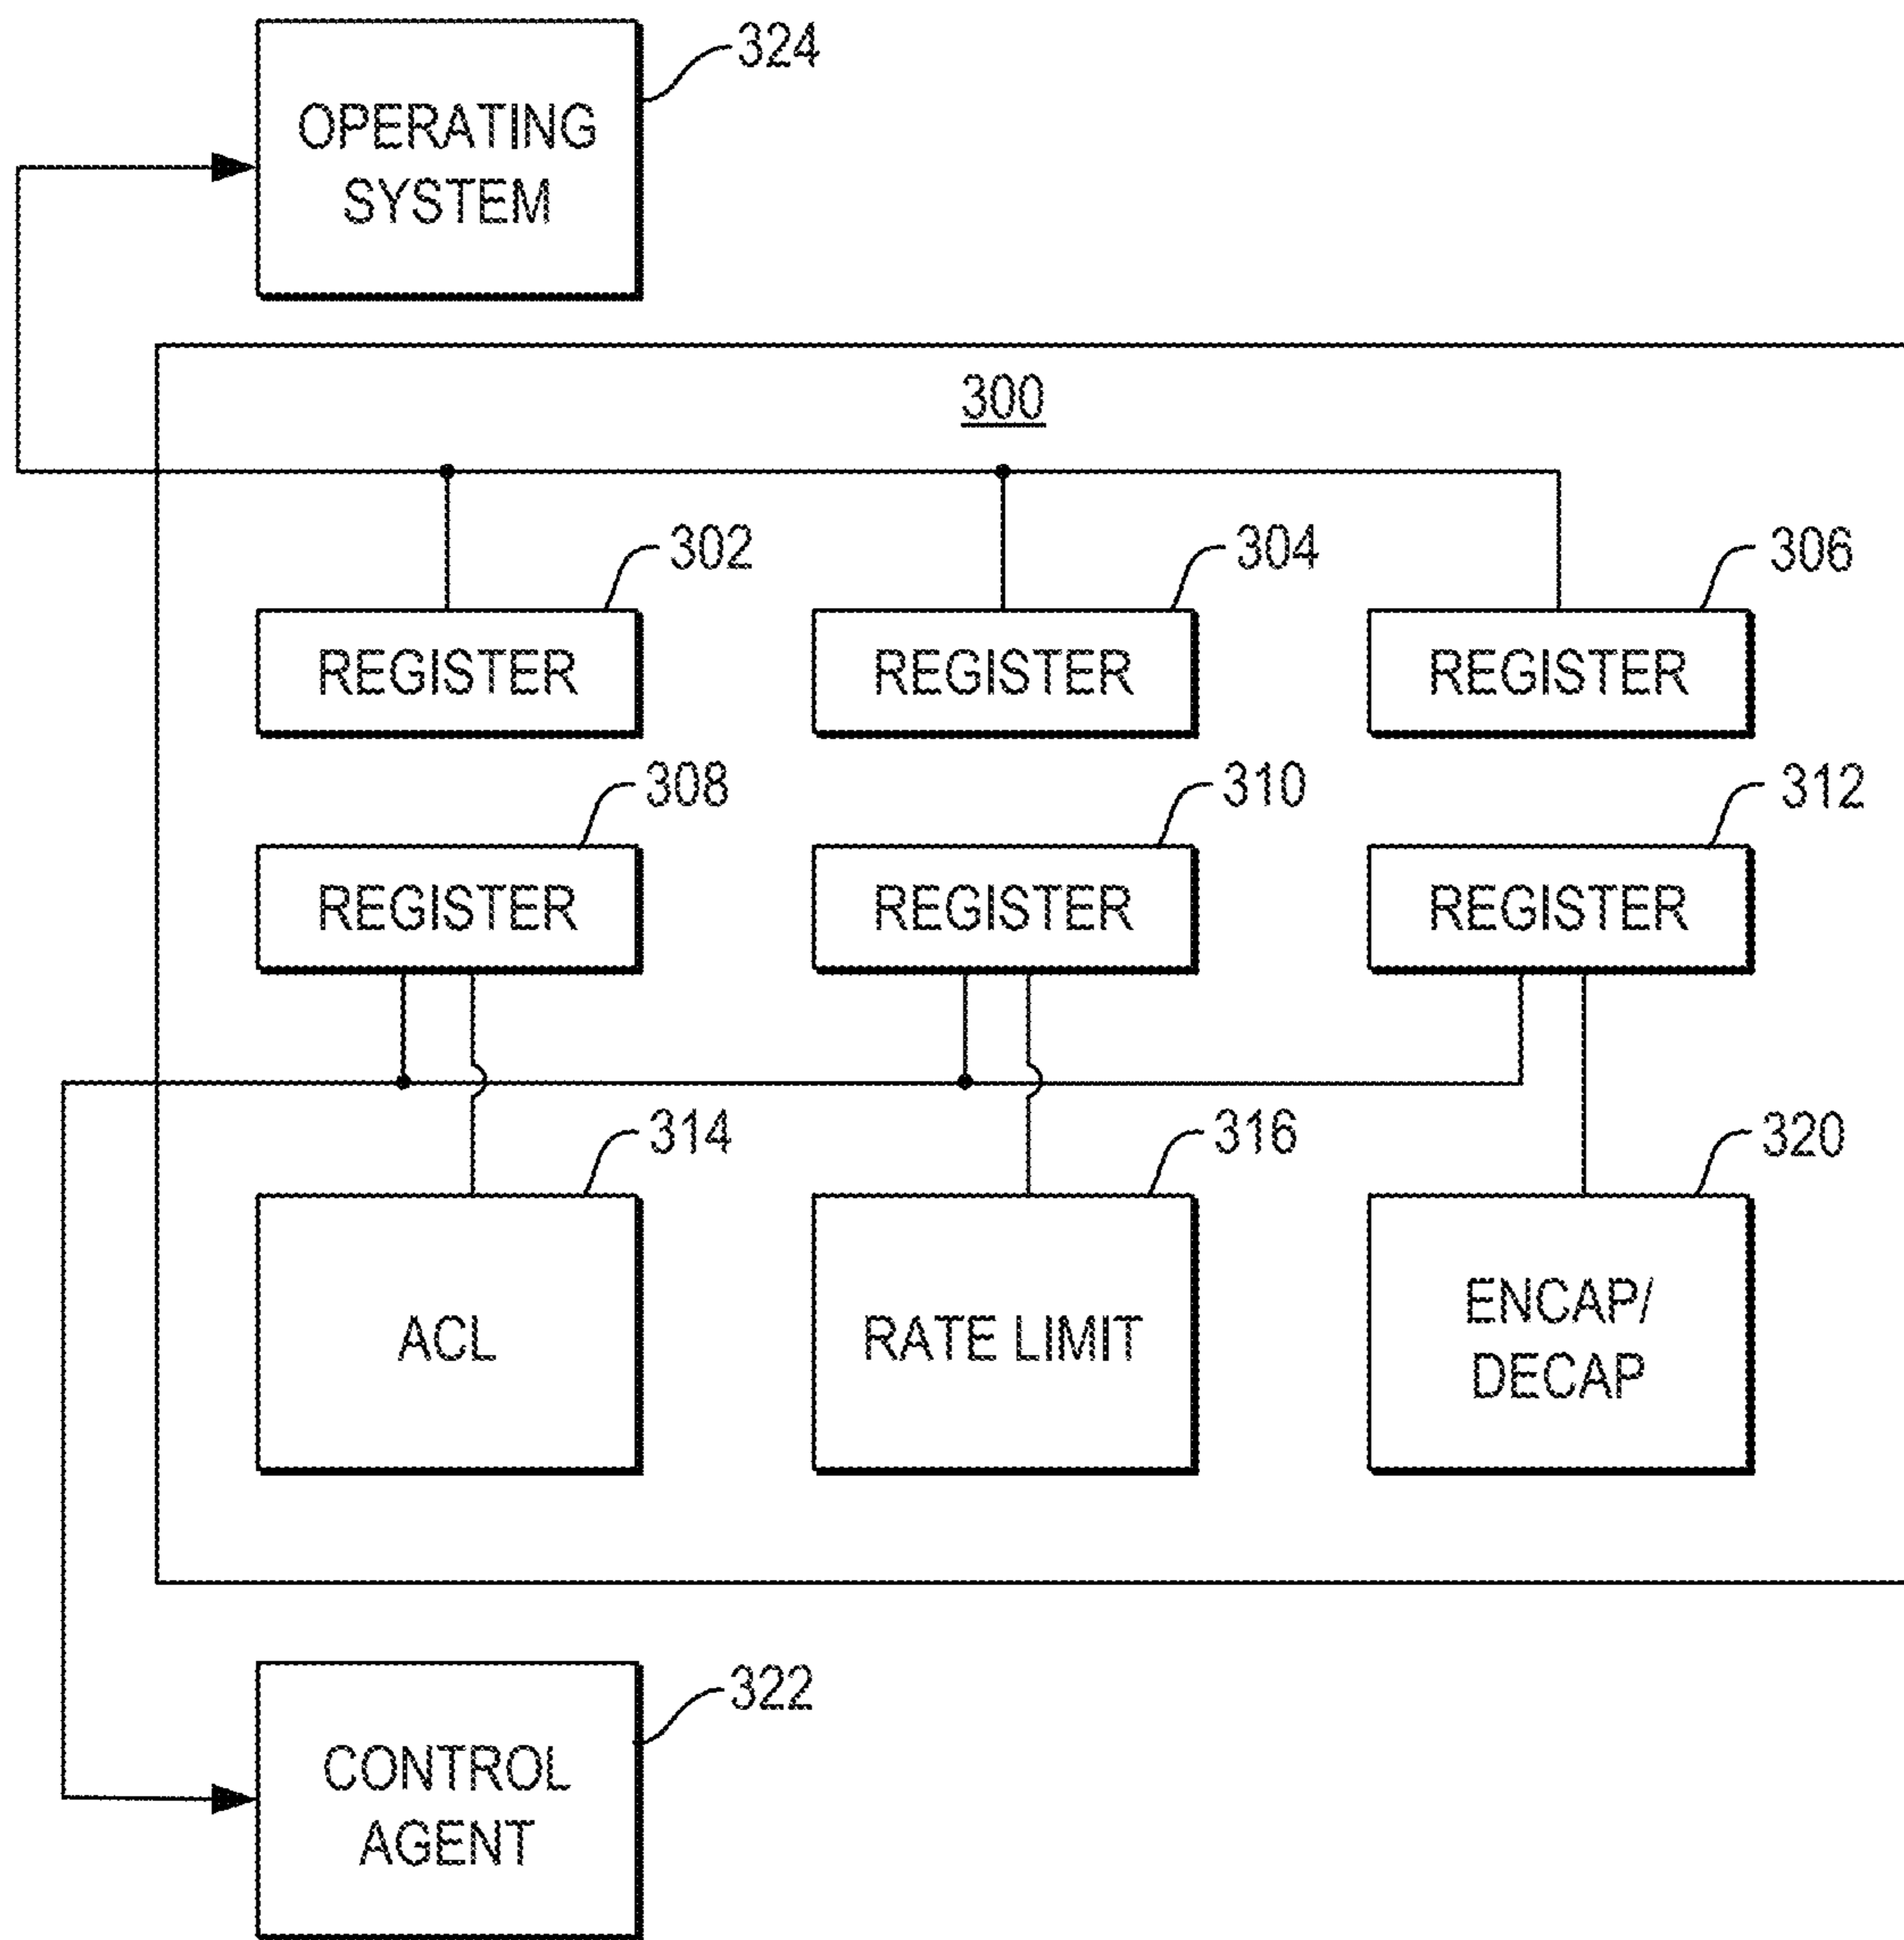 324
OPERATING
SYSTEM
300
302
304
306
REGISTER
REGISTER
REGISTER
308
310
312
REGISTER
REGISTER
REGISTER
314
316
320
ACL
RATE LIMIT
ENCAP/
DECAP
322
CONTROL
AGENT